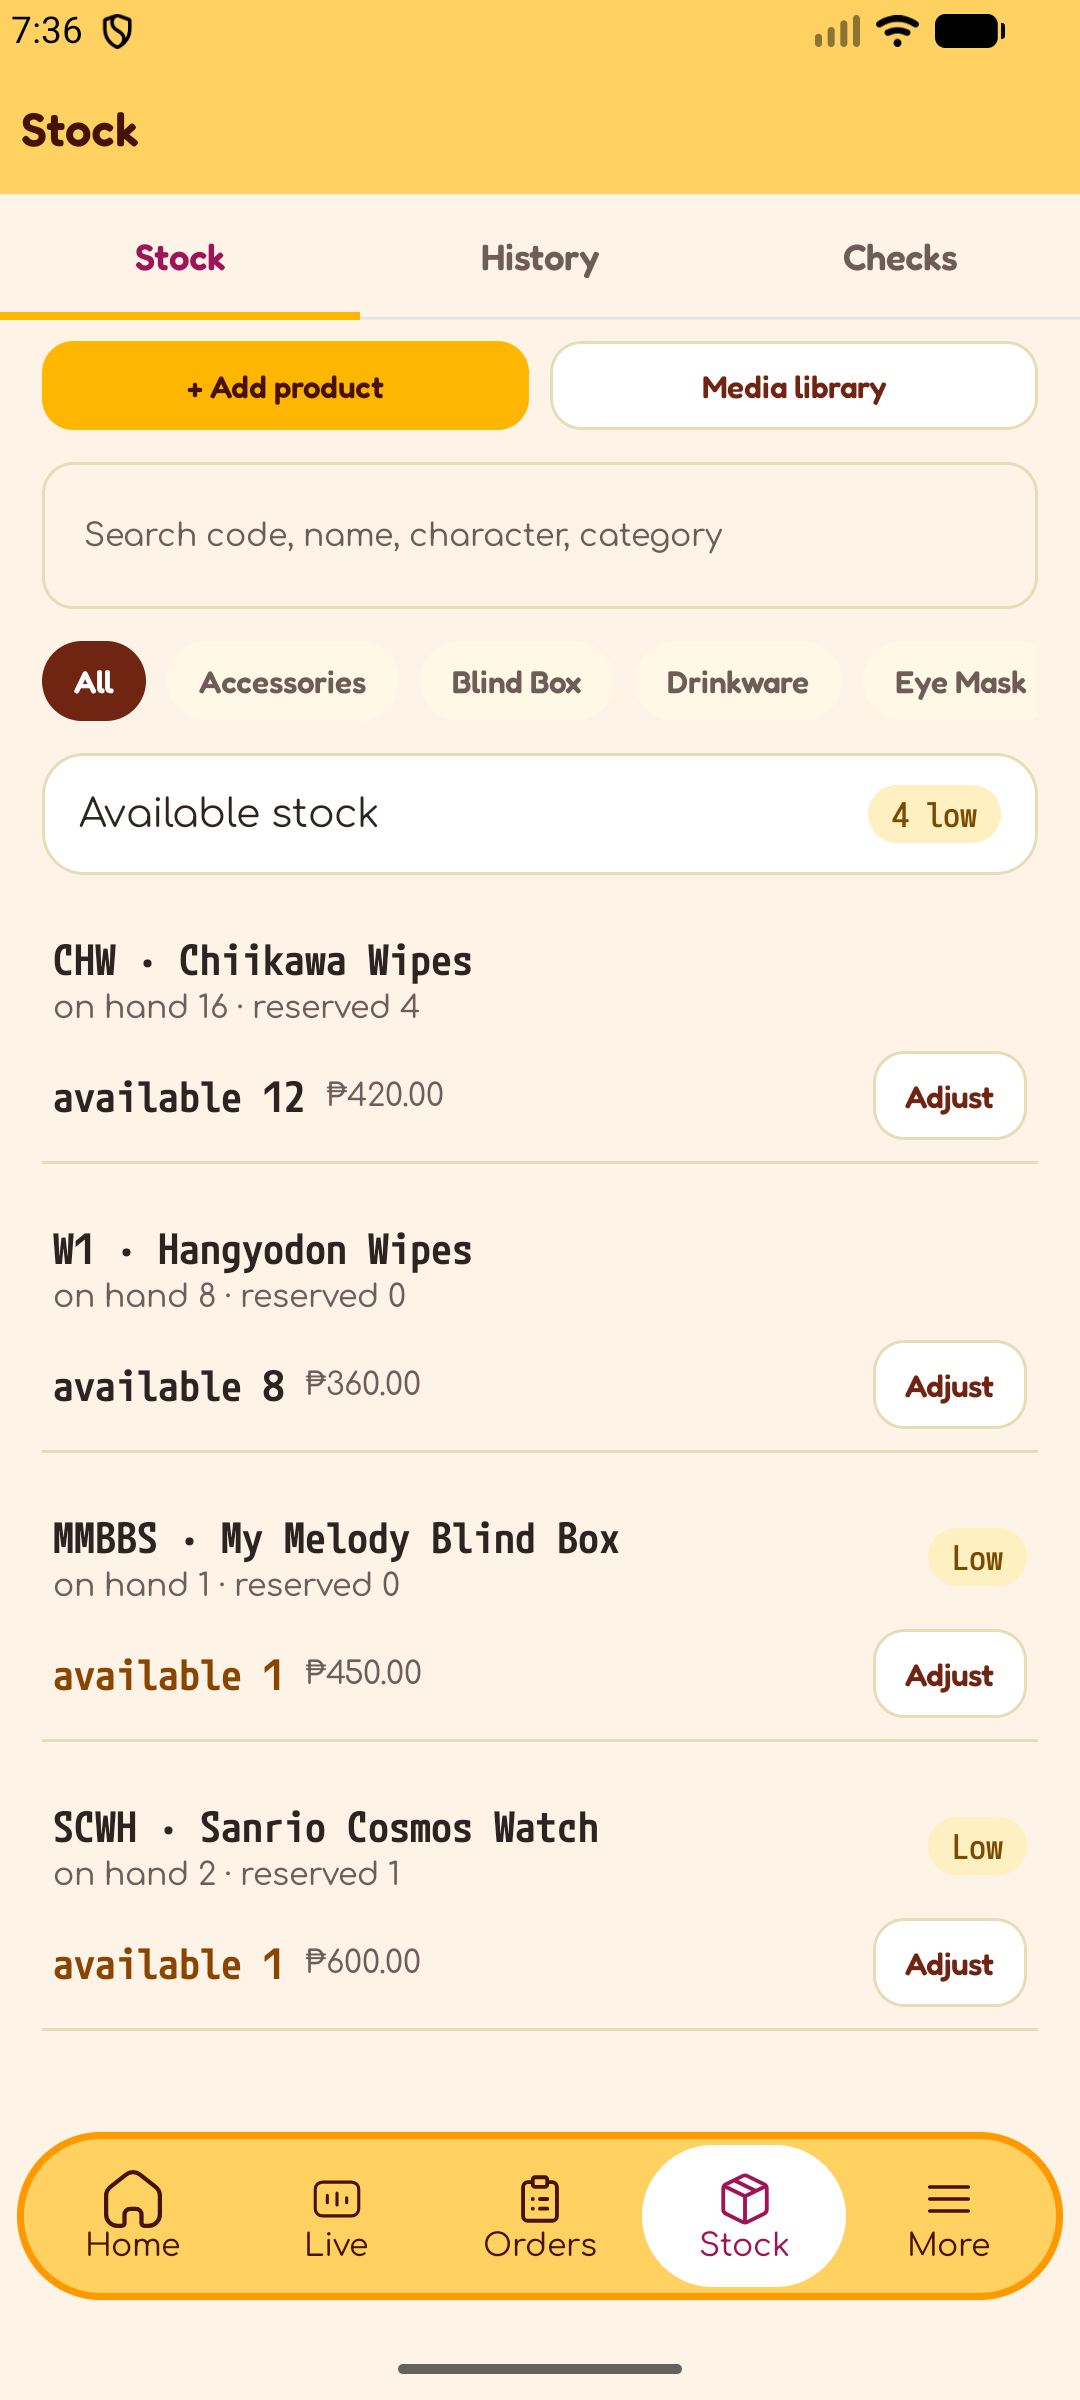 7:36
Stock
Stock History Checks
+ Add product Media library
Search code, name, character, category
All Accessories Blind Box Drinkware Eye Mask
Available stock 4 low
CHW · Chiikawa Wipes
on hand 16 · reserved 4
available 12 ₱420.00 Adjust
W1 · Hangyodon Wipes
on hand 8 · reserved 0
available 8 ₱360.00 Adjust
MMBBS · My Melody Blind Box Low
on hand 1 · reserved 0
available 1 ₱450.00 Adjust
SCWH · Sanrio Cosmos Watch Low
on hand 2 · reserved 1
available 1 ₱600.00 Adjust
Home Live Orders Stock More